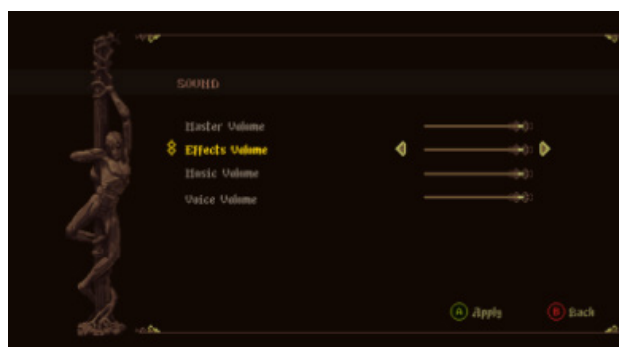 SOUND
Master Volume
Effects Volume
Music Volume
Voice Volume
A Apply B Back